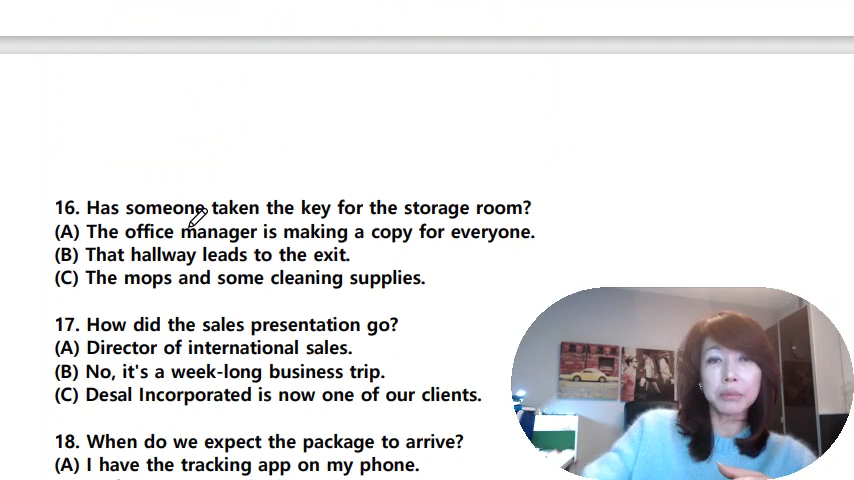 16. Has someone taken the key for the storage room?
(A) The office manager is making a copy for everyone.
(B) That hallway leads to the exit.
(C) The mops and some cleaning supplies.
17. How did the sales presentation go?
(A) Director of international sales.
(B) No, it's a week-long business trip.
(C) Desal Incorporated is now one of our clients.
18. When do we expect the package to arrive?
(A) I have the tracking app on my phone.